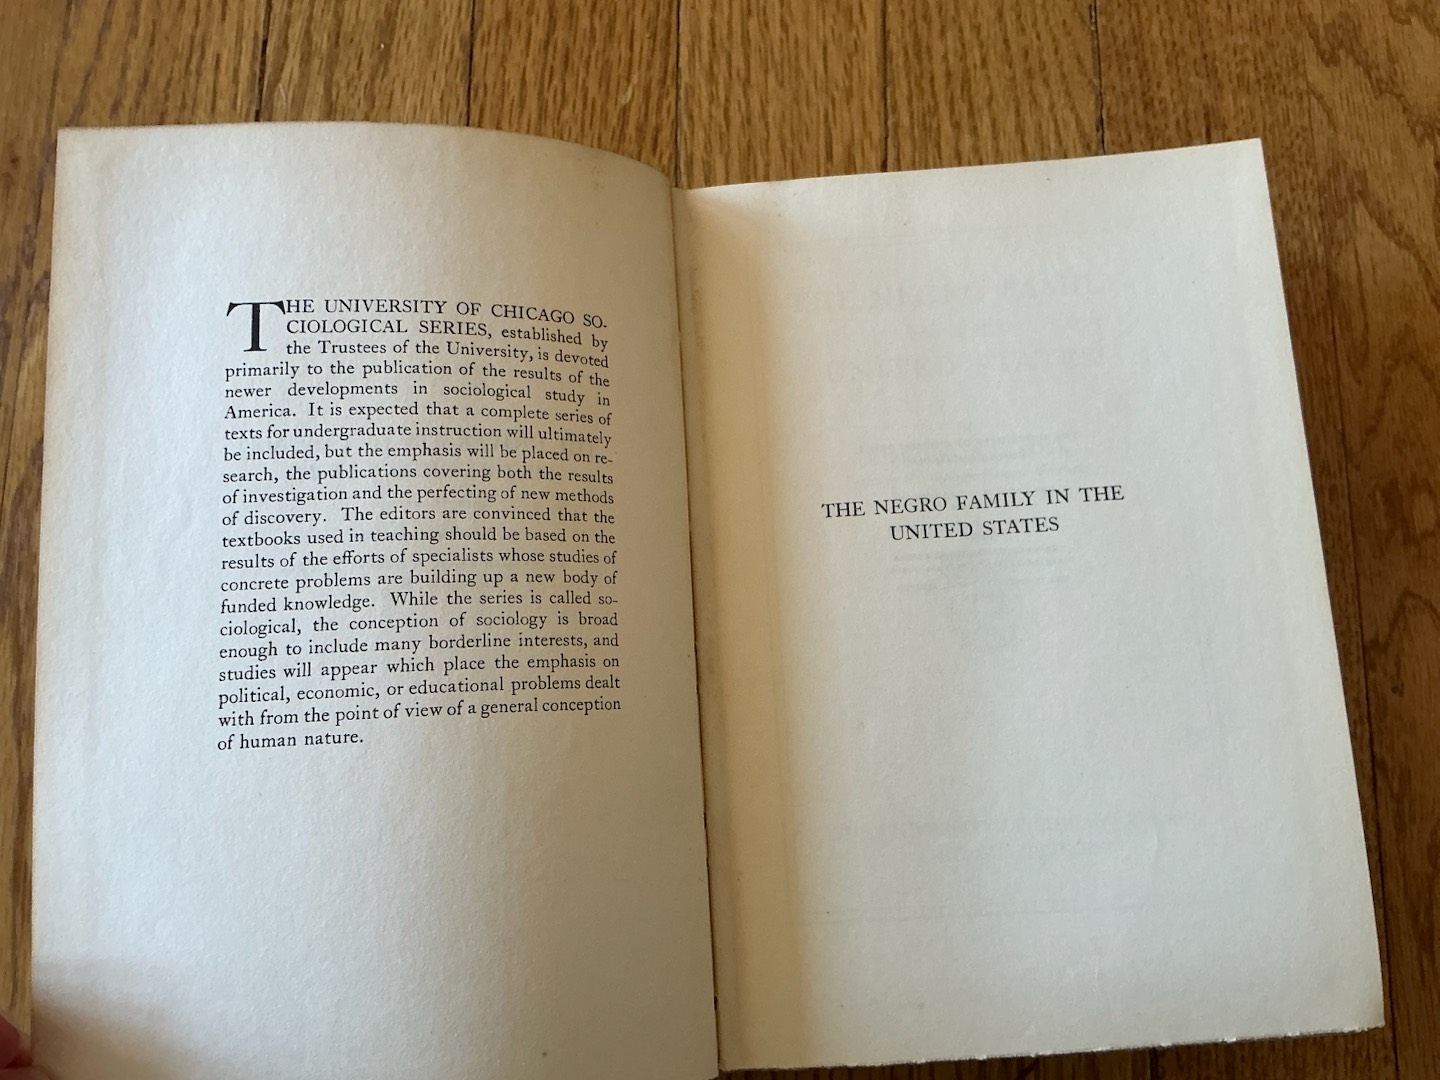 THE UNIVERSITY OF CHICAGO SO-
CIOLOGICAL SERIES, established by
the Trustees of the University, is devoted
primarily to the publication of the results of the
newer developments in sociological study in
America. It is expected that a complete series of
texts for undergraduate instruction will ultimately
be included, but the emphasis will be placed on re-
search, the publications covering both the results
of investigation and the perfecting of new methods
of discovery. The editors are convinced that the
textbooks used in teaching should be based on the
results of the efforts of specialists whose studies of
concrete problems are building up a new body of
funded knowledge. While the series is called so-
ciological, the conception of sociology is broad
enough to include many borderline interests, and
studies will appear which place the emphasis on
political, economic, or educational problems dealt
with from the point of view of a general conception
of human nature.
THE NEGRO FAMILY IN THE
UNITED STATES